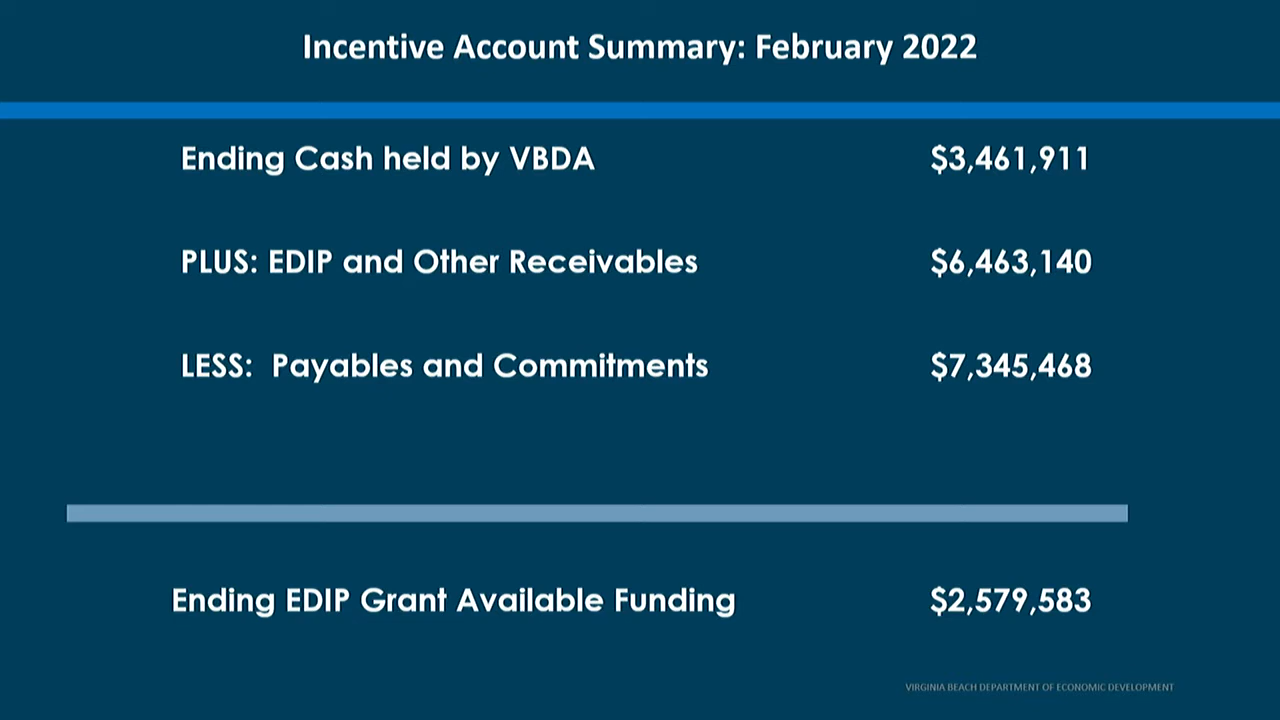 Incentive Account Summary: February 2022
Ending Cash held by VBDA $3,461,911
PLUS: EDIP and Other Receivables $6,463,140
LESS: Payables and Commitments $7,345,468
Ending EDIP Grant Available Funding $2,579,583
VIRGINIA BEACH DEPARTMENT OF ECONOMIC DEVELOPMENT